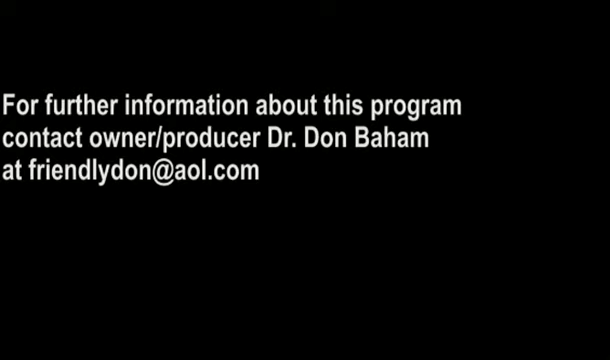 For further information about this program
contact owner/producer Dr. Don Baham
at friendlydon@aol.com